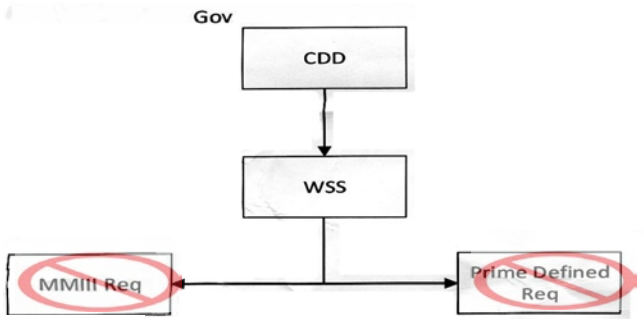 Gov
CDD
WSS
MMIII Req
Prime Defined
Req